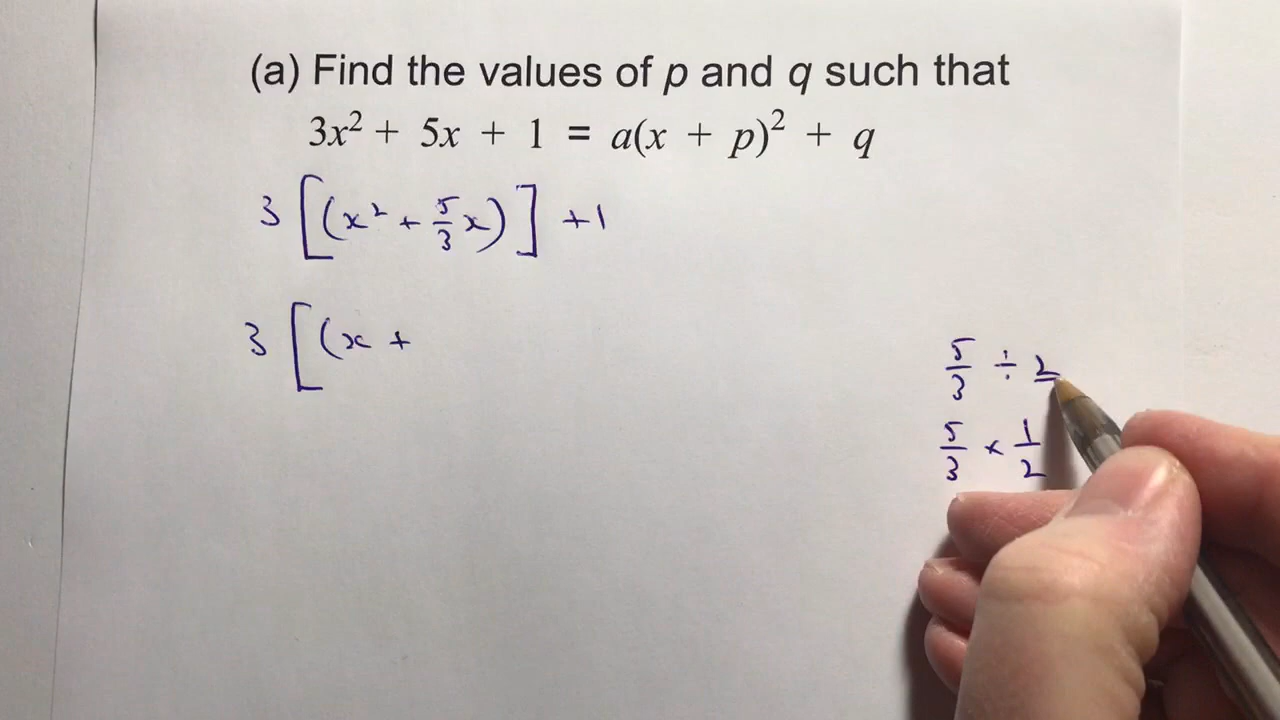 (a) Find the values of p and q such that
3x² + 5x + 1 = a(x + p)² + q
3 [(x² + 5/3 x)] + 1
3 [(x +
5/3 ÷ 2
5/3 × 1/2